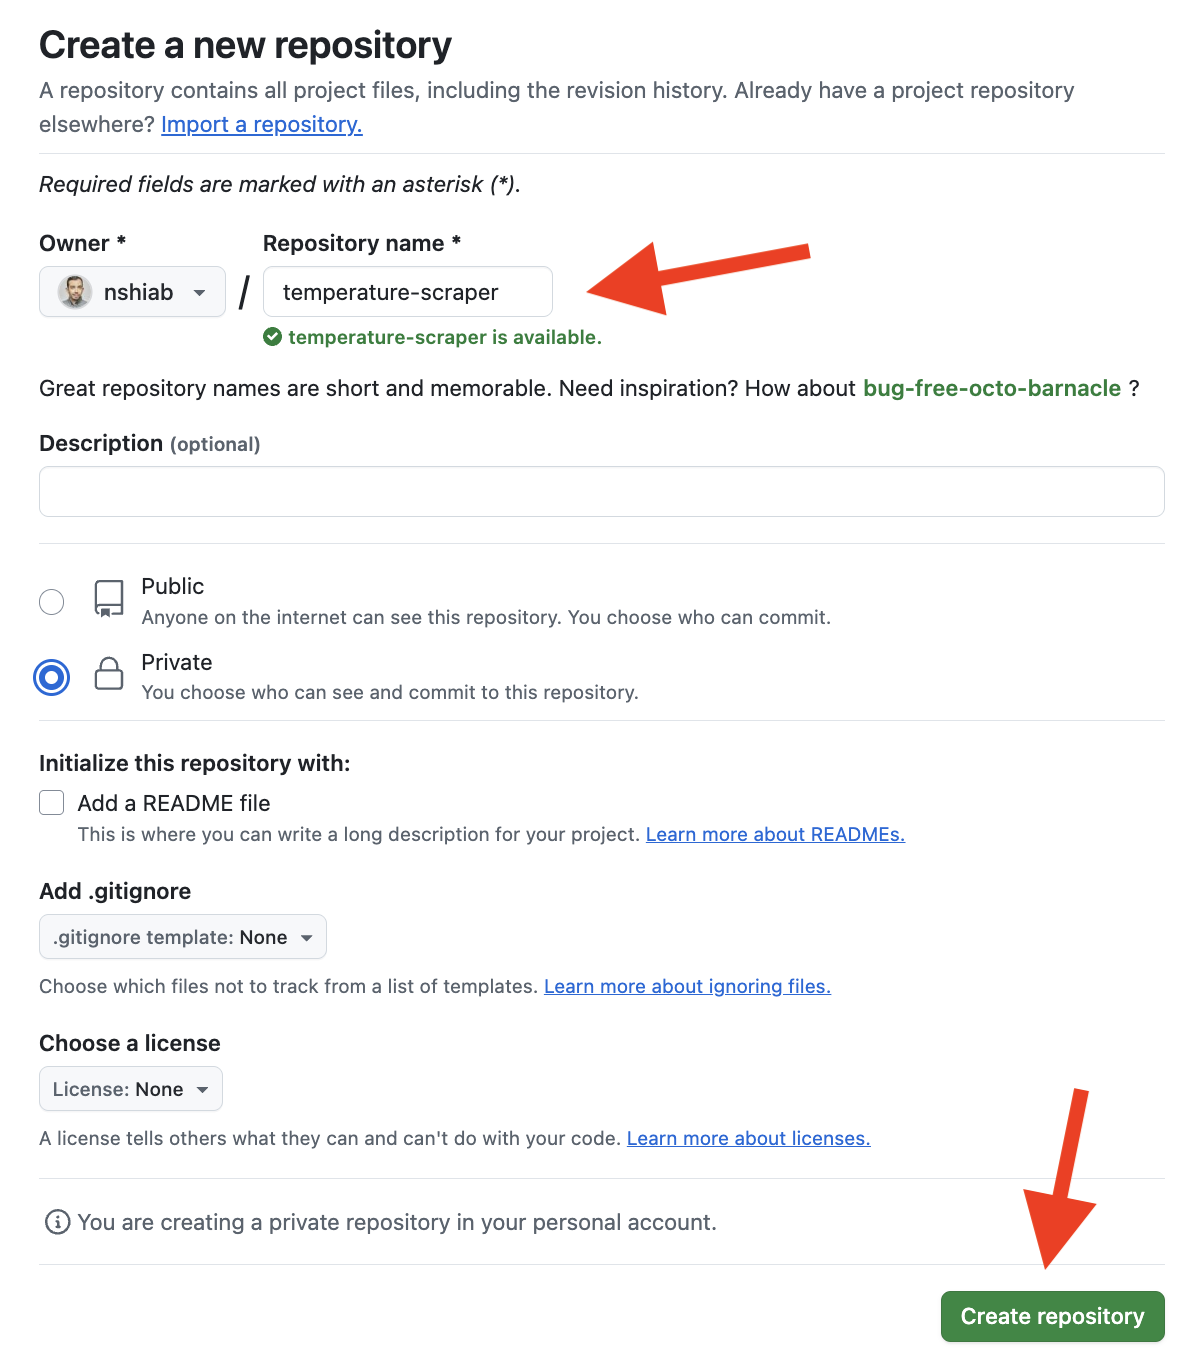 Create a new repository
A repository contains all project files, including the revision history. Already have a project repository
elsewhere? Import a repository.
Required fields are marked with an asterisk (*).
Owner * Repository name *
nshiab / temperature-scraper
temperature-scraper is available.
Great repository names are short and memorable. Need inspiration? How about bug-free-octo-barnacle ?
Description (optional)
Public
Anyone on the internet can see this repository. You choose who can commit.
Private
You choose who can see and commit to this repository.
Initialize this repository with:
Add a README file
This is where you can write a long description for your project. Learn more about READMEs.
Add .gitignore
.gitignore template: None
Choose which files not to track from a list of templates. Learn more about ignoring files.
Choose a license
License: None
A license tells others what they can and can't do with your code. Learn more about licenses.
You are creating a private repository in your personal account.
Create repository